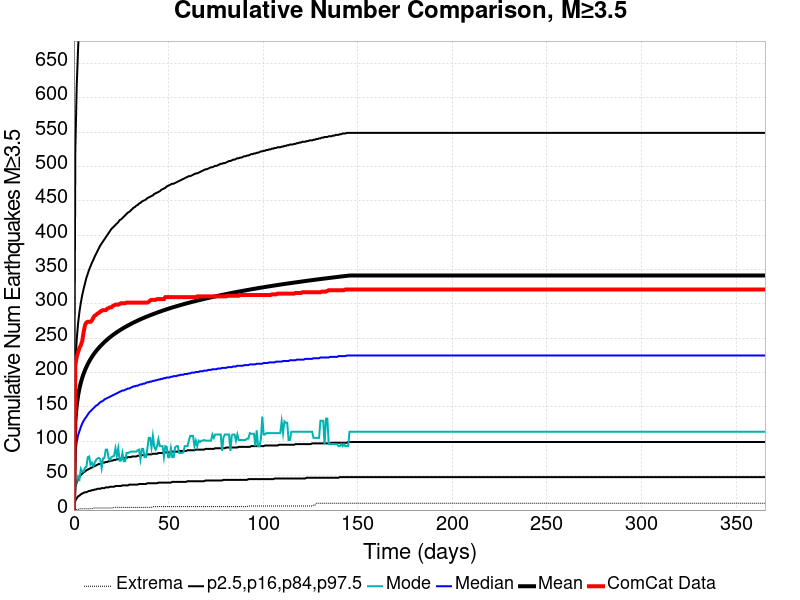 Cumulative Number Comparison, M≥3.5
Cumulative Num Earthquakes M≥3.5
650
600
550
500
450
400
350
300
250
200
150
100
50
0
0 50 100 150 200 250 300 350
Time (days)
Extrema p2.5,p16,p84,p97.5 Mode Median Mean ComCat Data